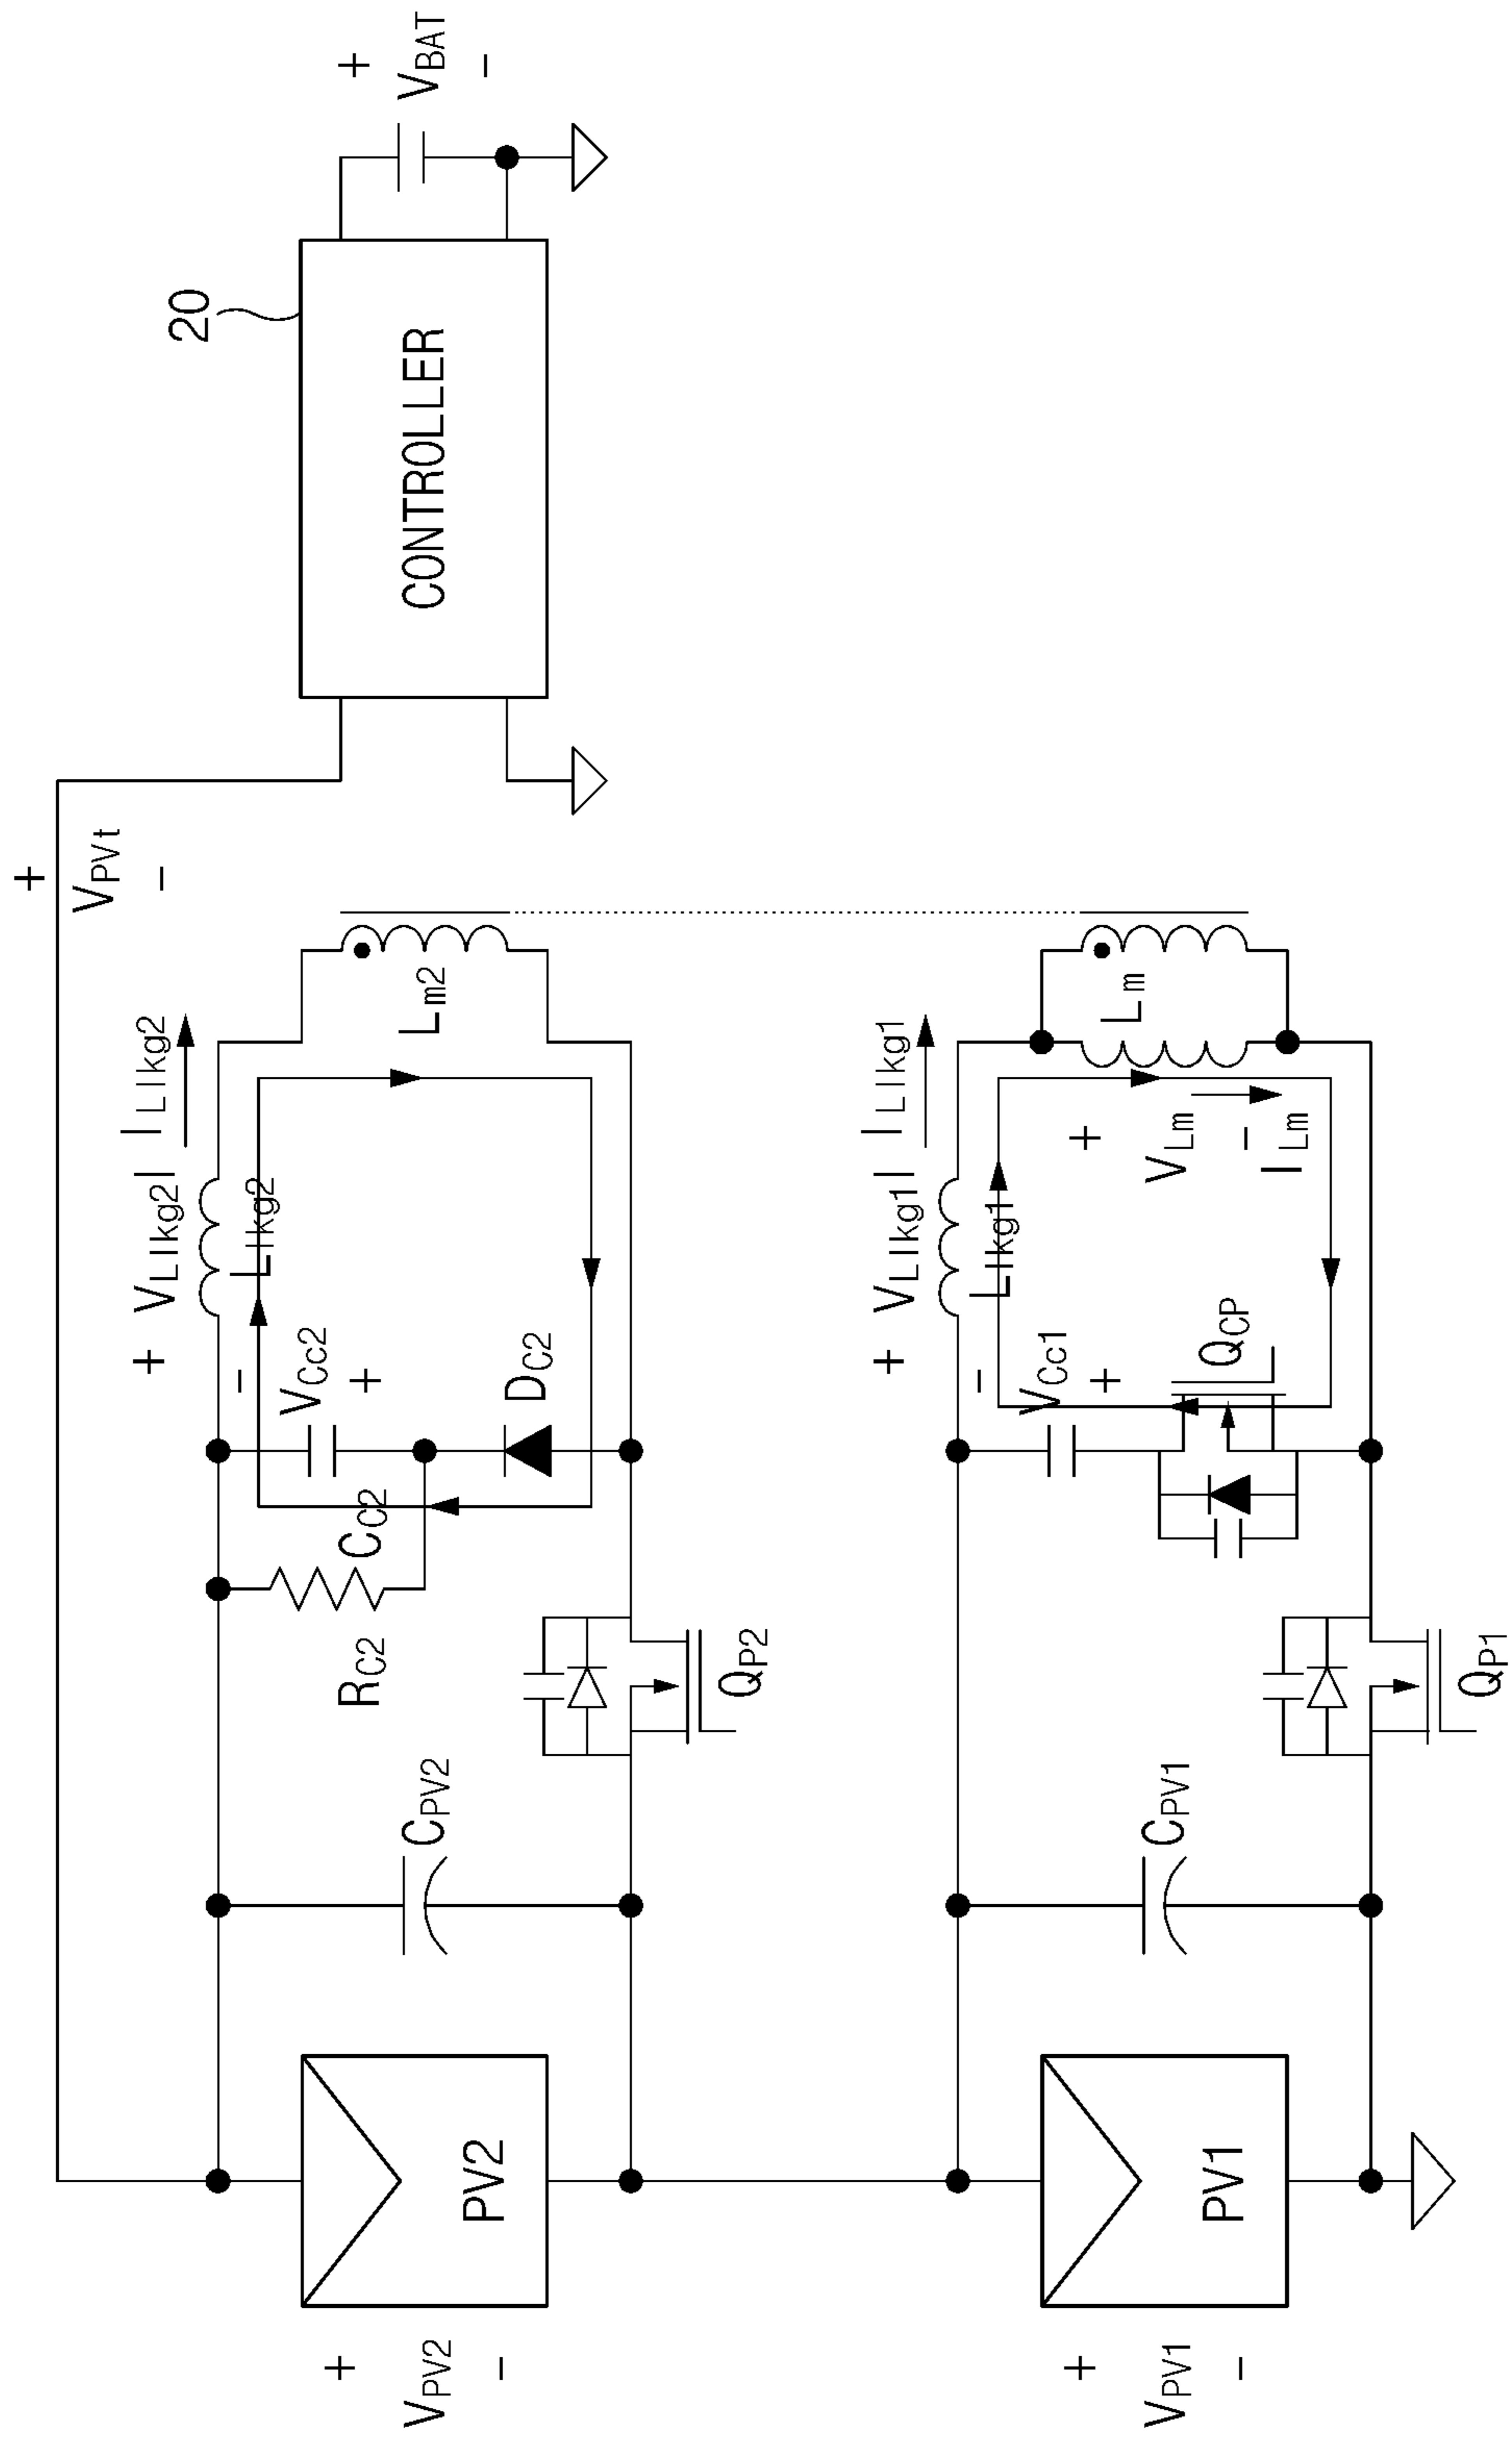 +
V_PVt
-
20
CONTROLLER
+
V_BAT
-
+ V_Llkg2 I I_Llkg2
L_lkg2
-
V_Cc2
+
C_C2
D_C2
R_C2
L_m2
C_PV2
Q_P2
PV2
+
V_PV2
-
+ V_Llkg1 I I_Llkg1
L_lkg1
-
V_Cc1
+
Q_CP
+
V_Lm
-
I_Lm
L_m
C_PV1
Q_P1
PV1
+
V_PV1
-